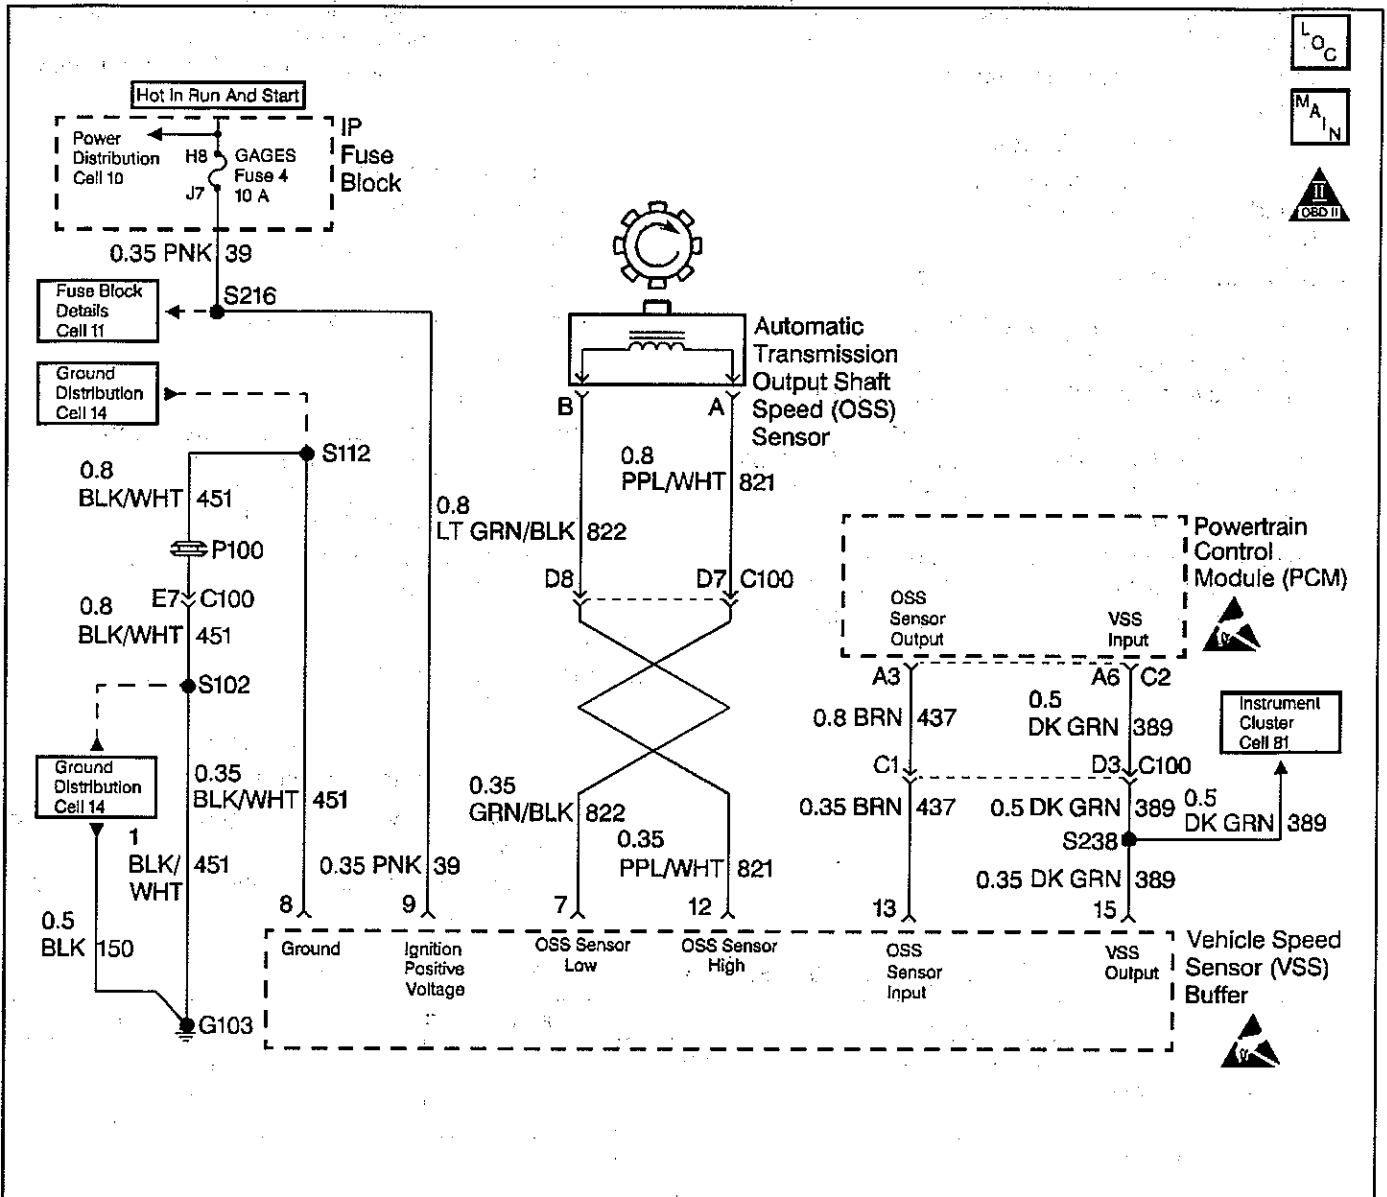 LOC
MAIN
II
OBD II
Hot In Run And Start
IP
Fuse
Block
Power
Distribution
Cell 10
H8
J7
GAGES
Fuse 4
10 A
0.35 PNK 39
Fuse Block
Details
Cell 11
S216
Ground
Distribution
Cell 14
S112
0.8
BLK/WHT 451
P100
E7 C100
0.8
BLK/WHT 451
S102
Ground
Distribution
Cell 14
0.35
BLK/WHT 451
1
BLK/
WHT
451
0.5
BLK 150
G103
Automatic
Transmission
Output Shaft
Speed (OSS)
Sensor
B
A
0.8
PPL/WHT 821
0.8
LT GRN/BLK 822
D8
D7 C100
0.35
GRN/BLK 822
0.35
PPL/WHT 821
0.35 PNK 39
Powertrain
Control
Module (PCM)
OSS
Sensor
Output
VSS
Input
A3
A6 C2
0.8 BRN 437
0.5
DK GRN 389
Instrument
Cluster
Cell 81
C1
D3 C100
0.35 BRN 437
0.5 DK GRN 389
0.5
DK GRN 389
S238
0.35 DK GRN 389
8
9
7
12
13
15
Ground
Ignition
Positive
Voltage
OSS Sensor
Low
OSS Sensor
High
OSS
Sensor
Input
VSS
Output
Vehicle Speed
Sensor (VSS)
Buffer